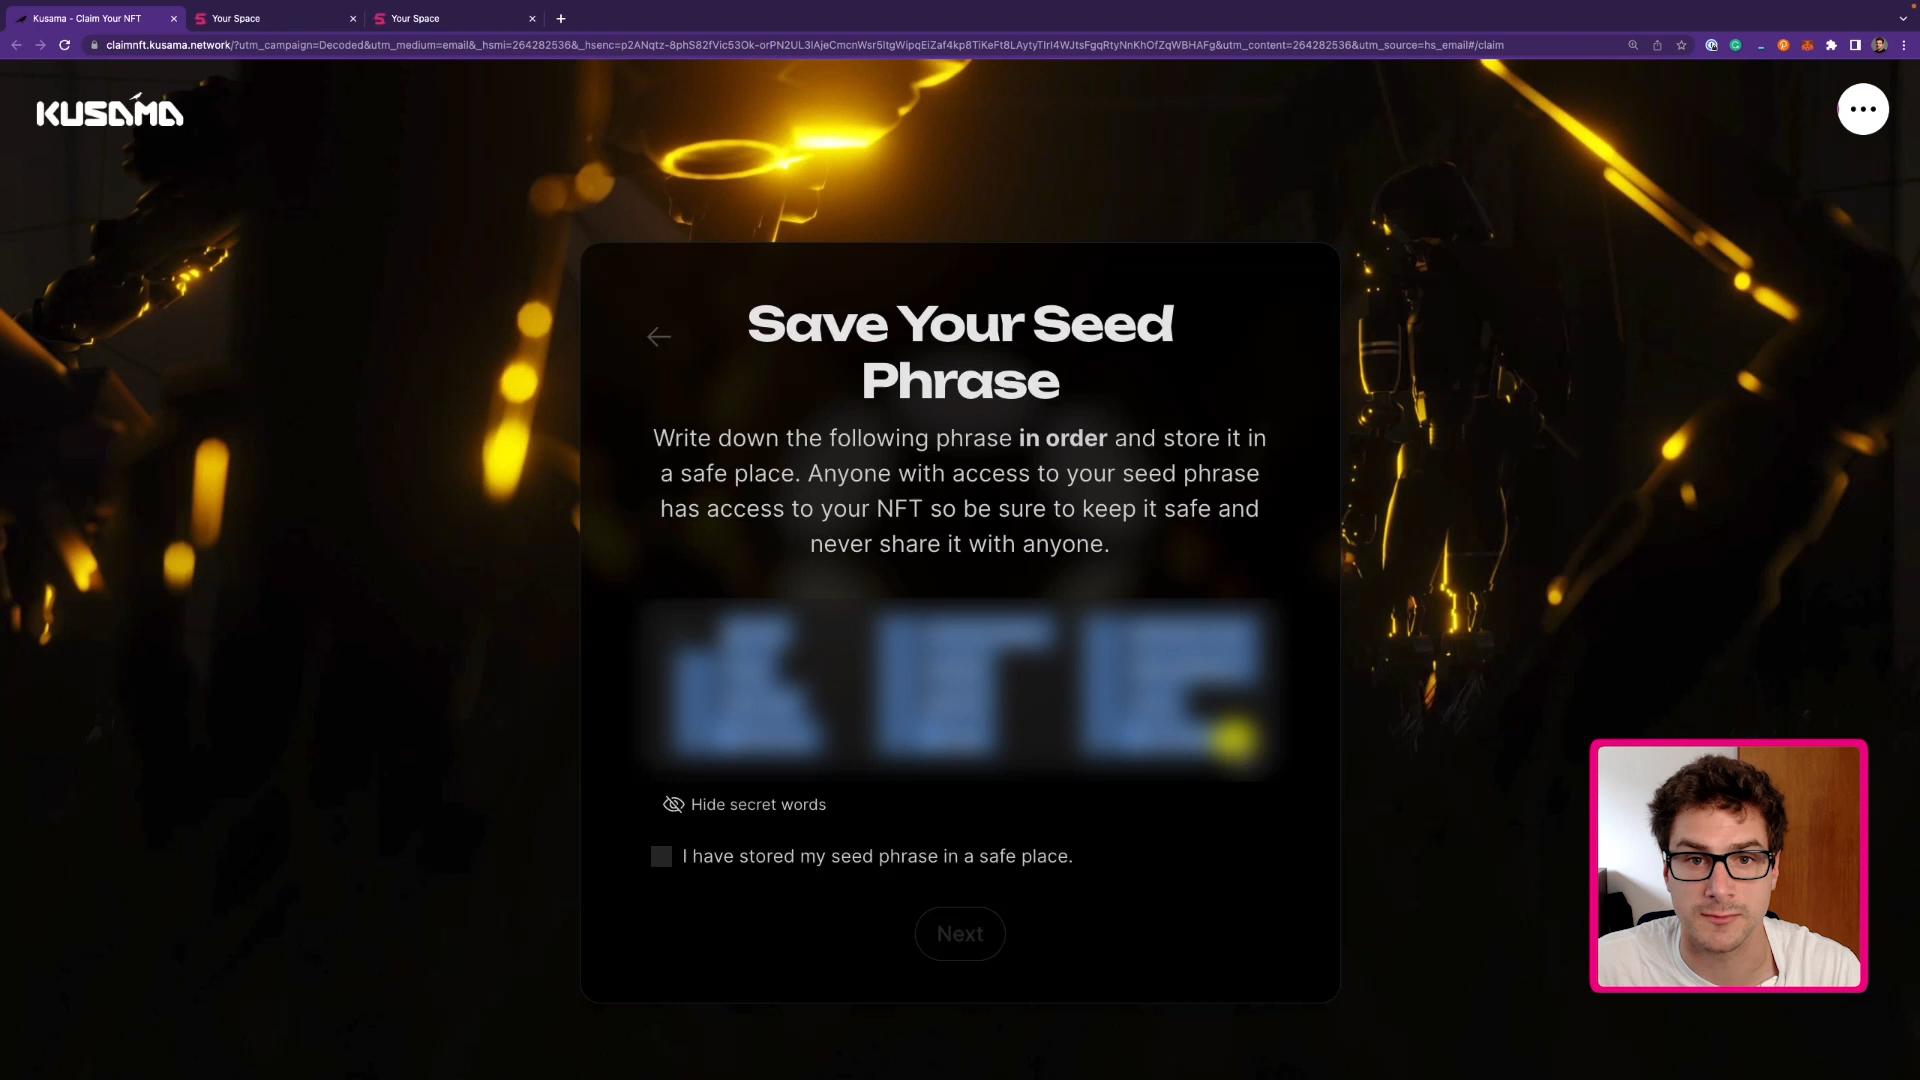 Kusama - Claim Your NFT
Your Space
Your Space
claimnft.kusama.network/?utm_campaign=Decoded&utm_medium=email&_hsmi=264282536&_hsenc=p2ANqtz-8phS82fVic53Ok-orPN2UL3lAjeCmcnWsr5ltgWipqEiZaf4kp8TiKeFt8LAytyTIrl4WJtsFgqRtyNnKhOfZqWBHAFg&utm_content=264282536&utm_source=hs_email#/claim
KUSAMA
Save Your Seed
Phrase
Write down the following phrase in order and store it in
a safe place. Anyone with access to your seed phrase
has access to your NFT so be sure to keep it safe and
never share it with anyone.
Hide secret words
I have stored my seed phrase in a safe place.
Next